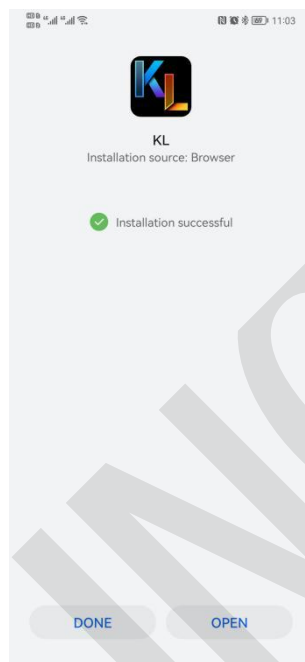 11:03
KL
KL
Installation source: Browser
Installation successful
DONE
OPEN